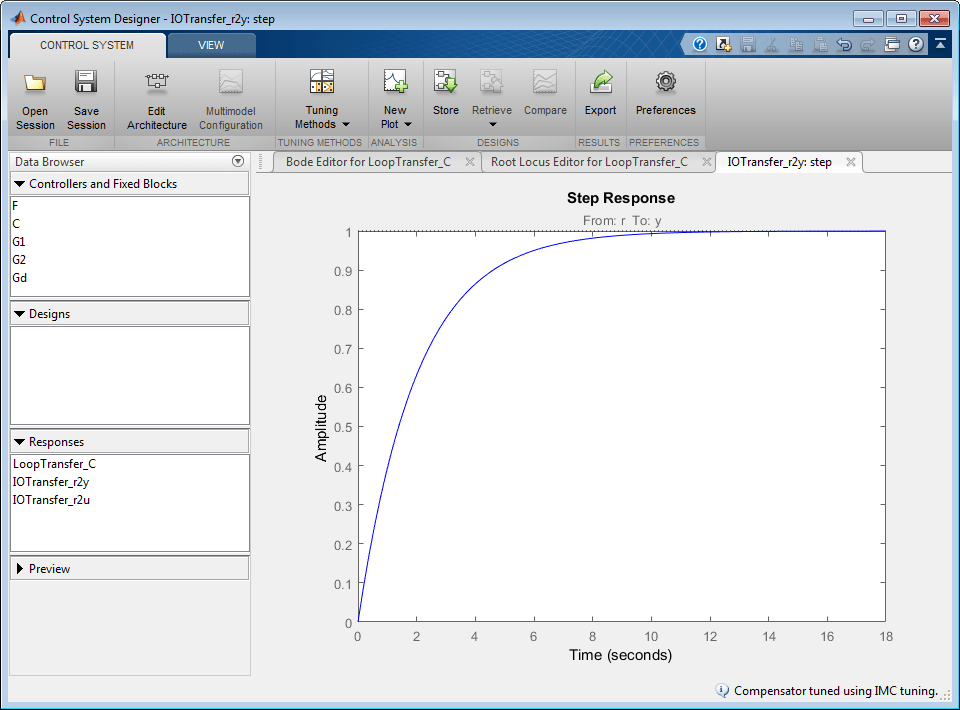 Control System Designer - IOTransfer_r2y: step
CONTROL SYSTEM VIEW
Open Session
Save Session
Edit Architecture
Multimodel Configuration
Tuning Methods
New Plot
Store
Retrieve
Compare
Export
Preferences
FILE ARCHITECTURE TUNING METHODS ANALYSIS DESIGNS RESULTS PREFERENCES
Data Browser
Controllers and Fixed Blocks
F
C
G1
G2
Gd
Designs
Responses
LoopTransfer_C
IOTransfer_r2y
IOTransfer_r2u
Preview
Bode Editor for LoopTransfer_C Root Locus Editor for LoopTransfer_C IOTransfer_r2y: step
Step Response
From: r To: y
Amplitude
1
0.9
0.8
0.7
0.6
0.5
0.4
0.3
0.2
0.1
0
0 2 4 6 8 10 12 14 16 18
Time (seconds)
Compensator tuned using IMC tuning.